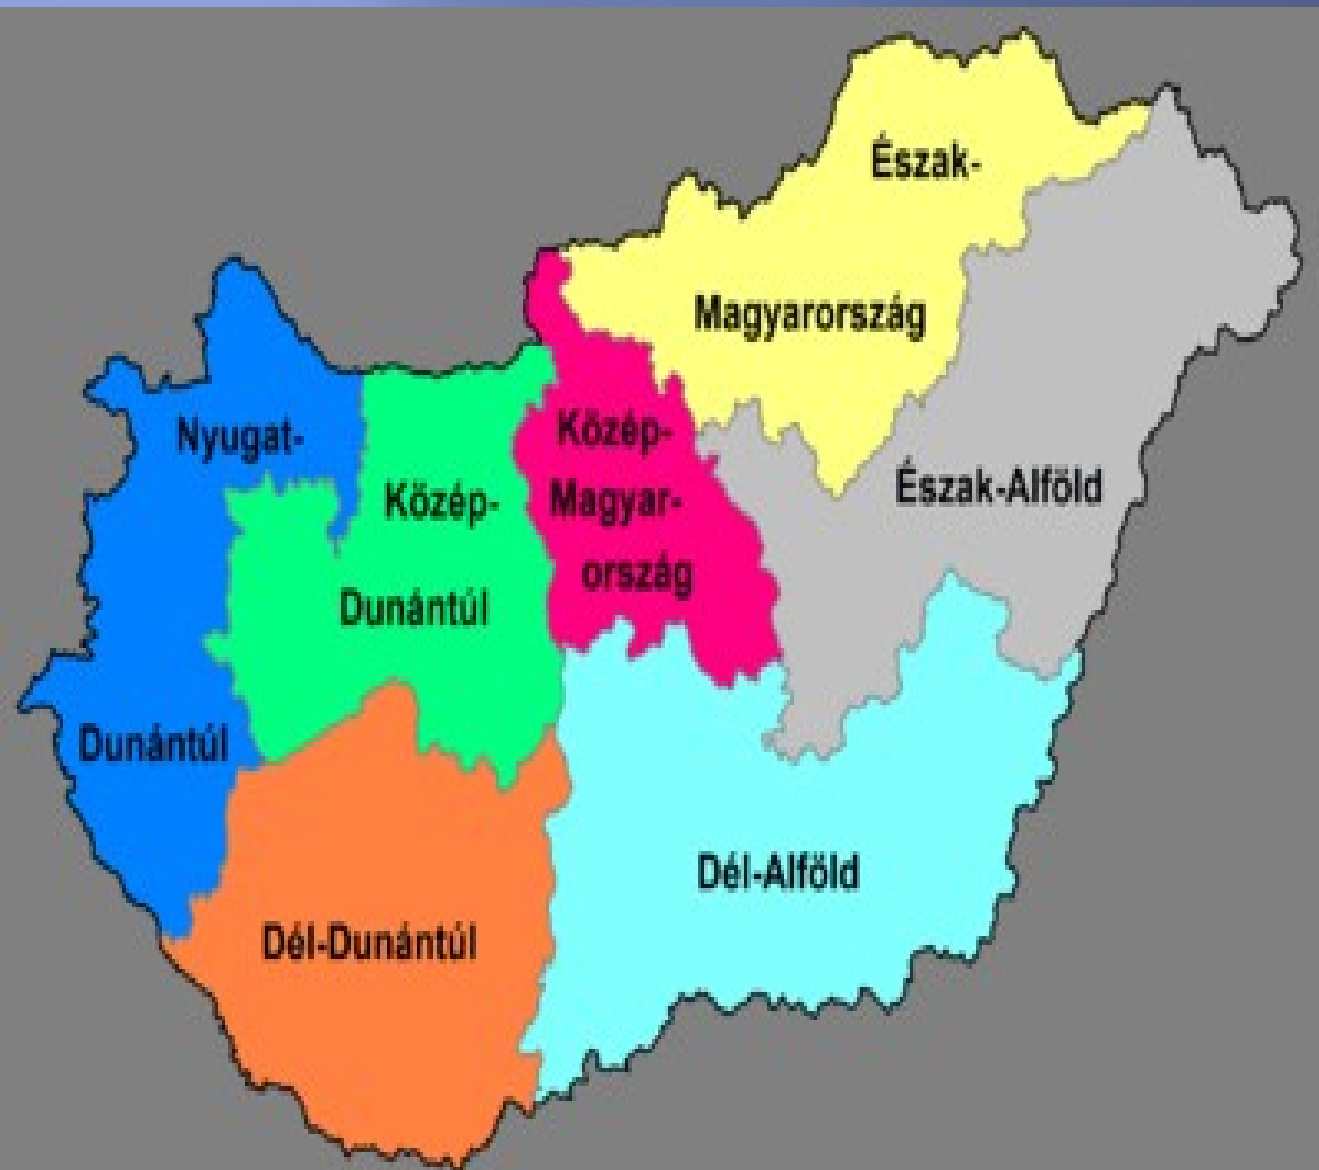 Észak-
Magyarország
Nyugat-
Dunántúl
Közép-
Dunántúl
Közép-
Magyar-
ország
Észak-Alföld
Dél-Alföld
Dél-Dunántúl